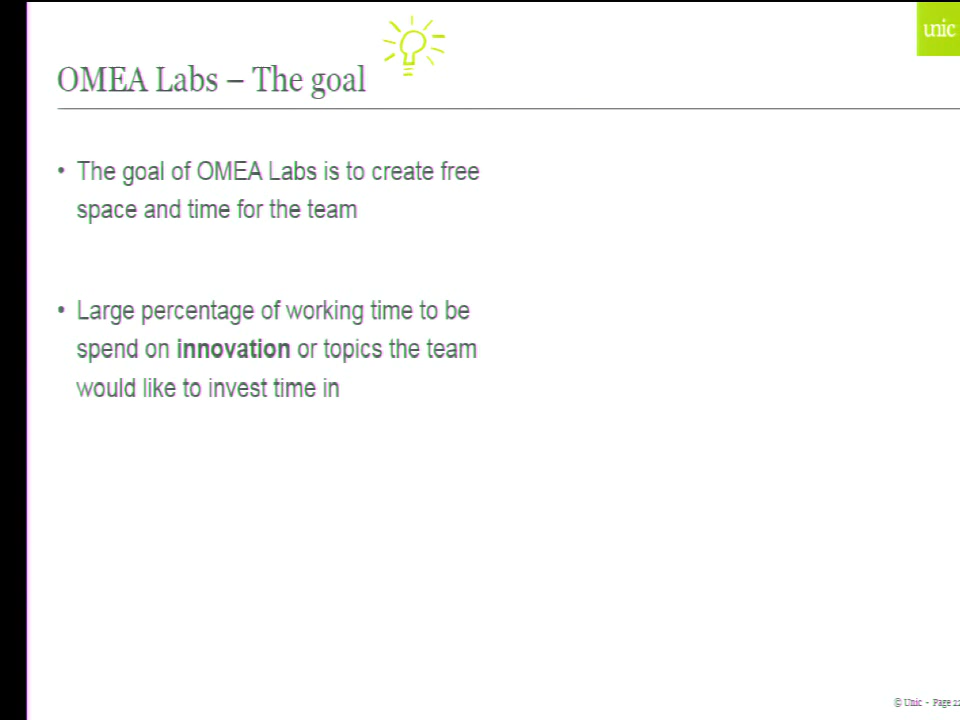 unic
OMEA Labs – The goal
• The goal of OMEA Labs is to create free
space and time for the team
• Large percentage of working time to be
spend on innovation or topics the team
would like to invest time in
© Unic - Page 22